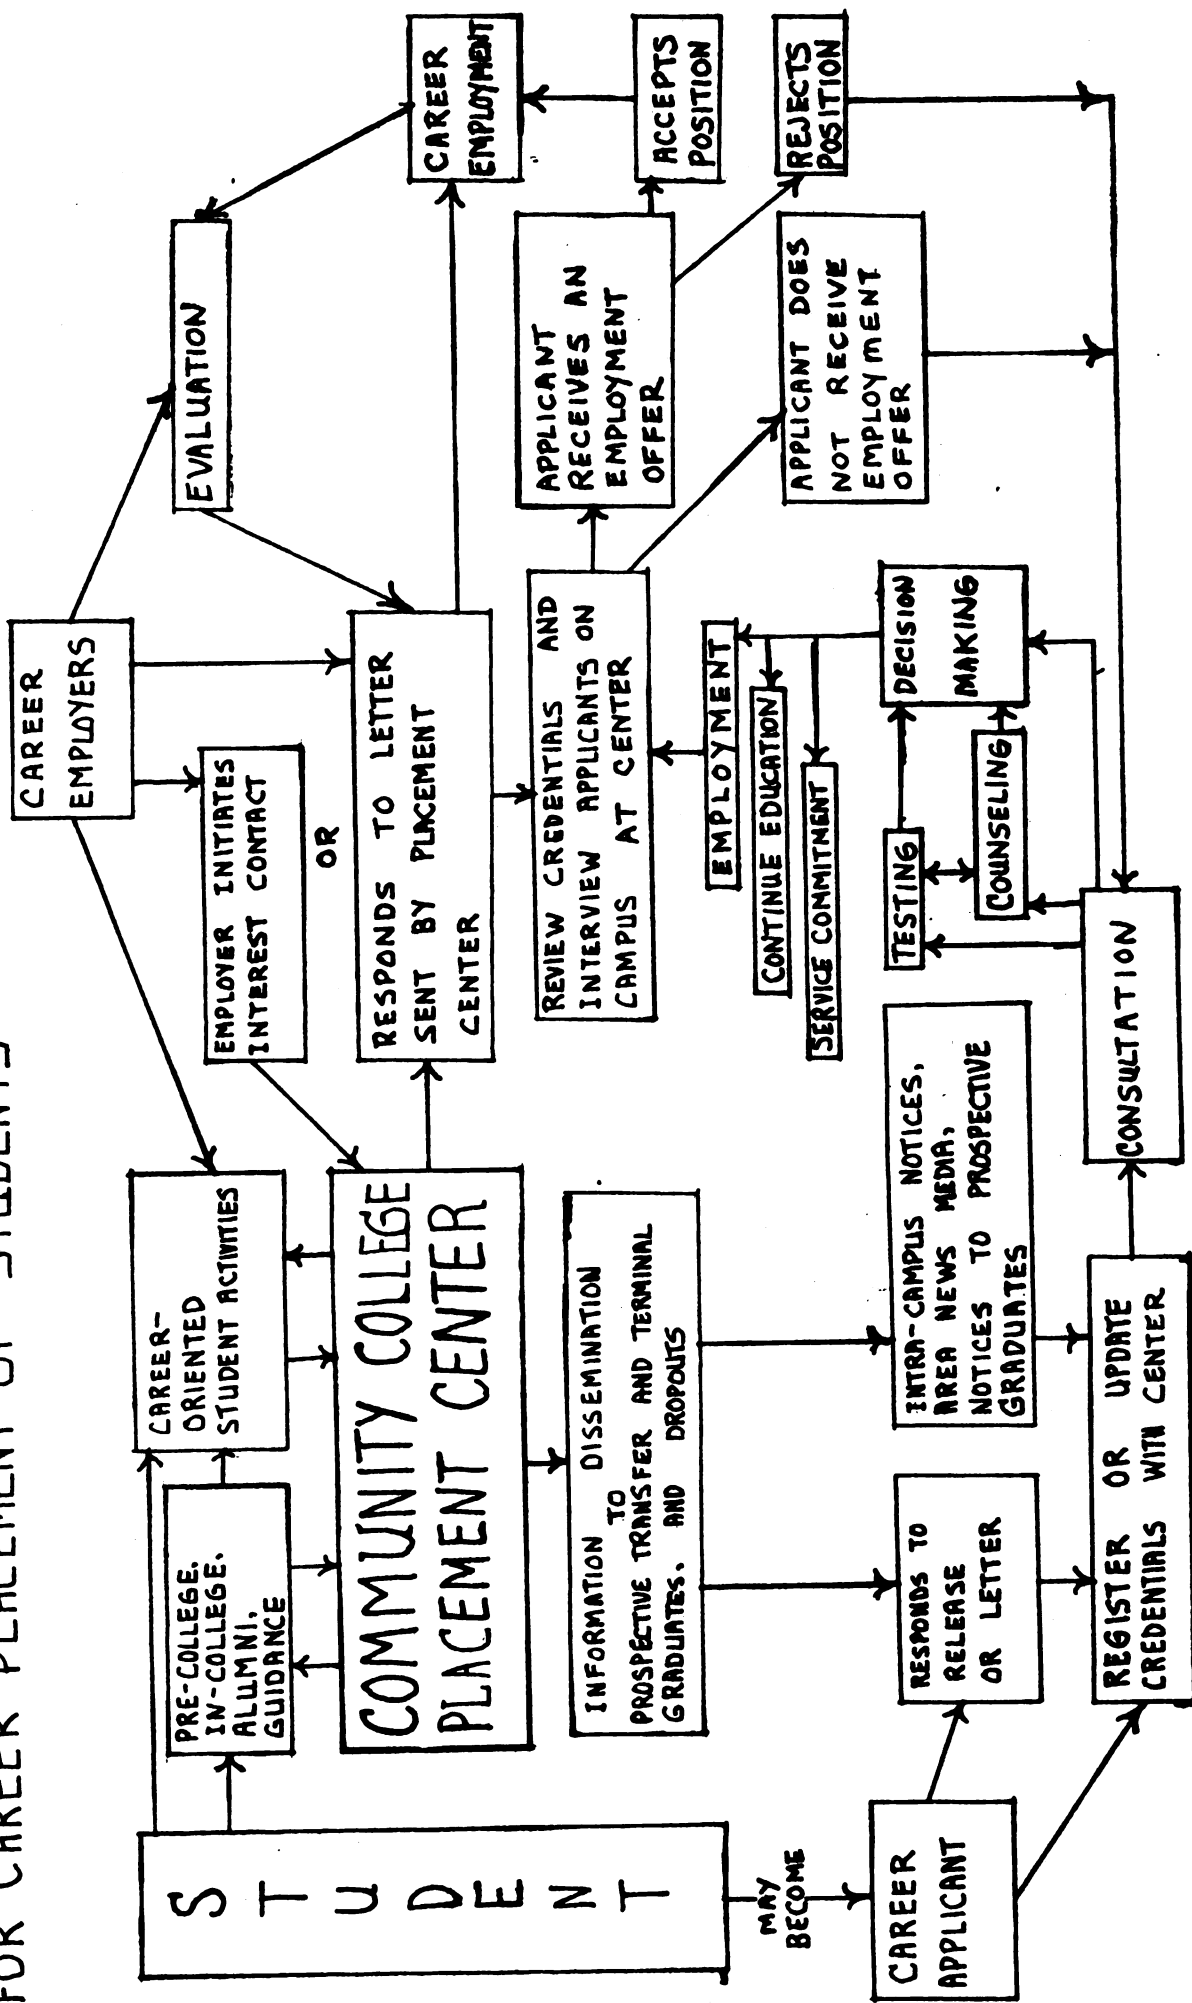 FOR CAREER PLACEMENT OF STUDENTS
CAREER
EMPLOYERS
EVALUATION
EMPLOYER INITIATES
INTEREST CONTACT
OR
RESPONDS TO LETTER
SENT BY PLACEMENT
CENTER
CAREER
EMPLOYMENT
CAREER-
ORIENTED
STUDENT ACTIVITIES
PRE-COLLEGE.
IN-COLLEGE.
ALUMNI.
GUIDANCE
STUDENT
COMMUNITY COLLEGE
PLACEMENT CENTER
REVIEW CREDENTIALS AND
INTERVIEW APPLICANTS ON
CAMPUS AT CENTER
APPLICANT
RECEIVES AN
EMPLOYMENT
OFFER
ACCEPTS
POSITION
REJECTS
POSITION
APPLICANT DOES
NOT RECEIVE
EMPLOYMENT
OFFER
INFORMATION DISSEMINATION
TO
PROSPECTIVE TRANSFER AND TERMINAL
GRADUATES. AND DROPOUTS
EMPLOYMENT
CONTINUE EDUCATION
SERVICE COMMITMENT
DECISION
MAKING
TESTING
COUNSELING
MAY
BECOME
CAREER
APPLICANT
RESPONDS TO
RELEASE
OR LETTER
INTRA-CAMPUS NOTICES,
AREA NEWS MEDIA,
NOTICES TO PROSPECTIVE
GRADUATES
REGISTER OR UPDATE
CREDENTIALS WITH CENTER
CONSULTATION